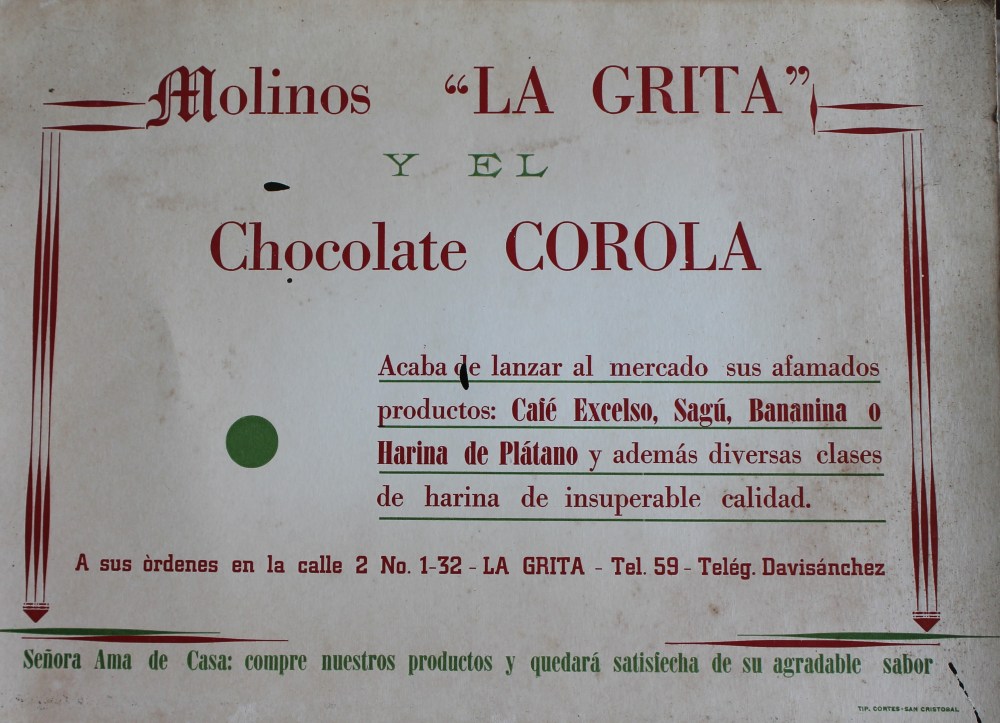 Molinos “LA GRITA”
Y EL
Chocolate COROLA
Acaba de lanzar al mercado sus afamados
productos: Café Excelso, Sagú, Bananina o
Harina de Plátano y además diversas clases
de harina de insuperable calidad.
A sus òrdenes en la calle 2 No. 1-32 - LA GRITA - Tel. 59 - Telég. Davisánchez
Señora Ama de Casa: compre nuestros productos y quedará satisfecha de su agradable sabor
TIP. CORTES-SAN CRISTOBAL